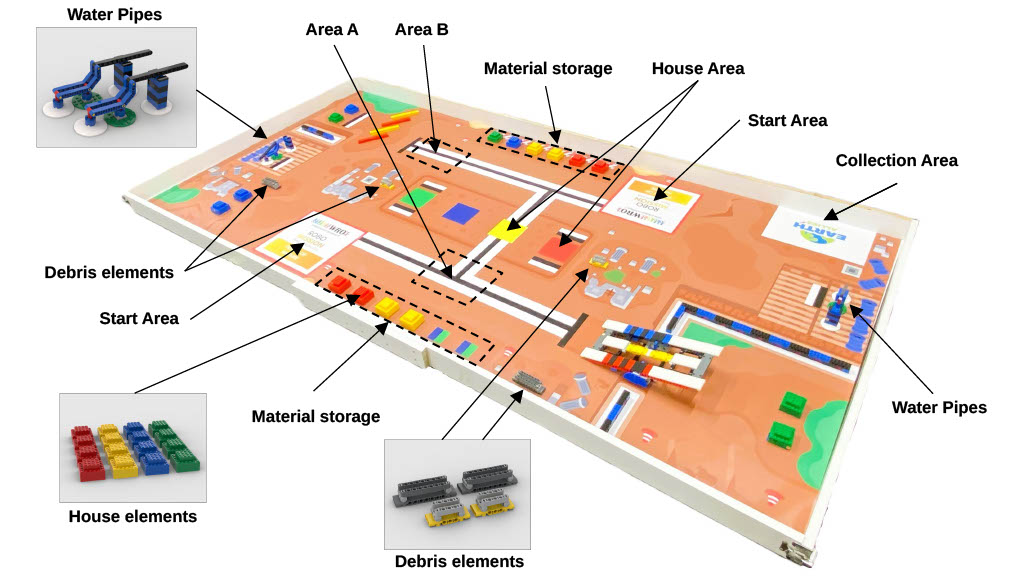 Water Pipes
Area A
Area B
Material storage
House Area
Start Area
Collection Area
EARTH
Debris elements
Start Area
Material storage
Water Pipes
House elements
Debris elements